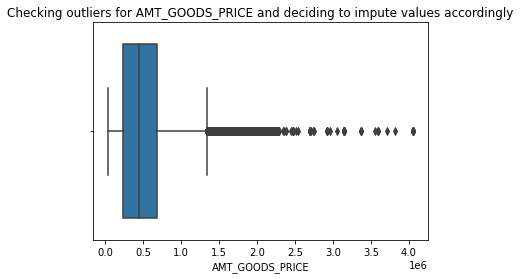 Checking outliers for AMT_GOODS_PRICE and deciding to impute values accordingly
0.0 0.5 1.0 1.5 2.0 2.5 3.0 3.5 4.0
1e6
AMT_GOODS_PRICE